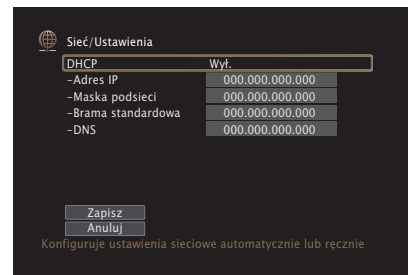 Sieć/Ustawienia
DHCP Wył.
–Adres IP 000.000.000.000
–Maska podsieci 000.000.000.000
–Brama standardowa 000.000.000.000
–DNS 000.000.000.000
Zapisz
Anuluj
Konfiguruje ustawienia sieciowe automatycznie lub ręcznie